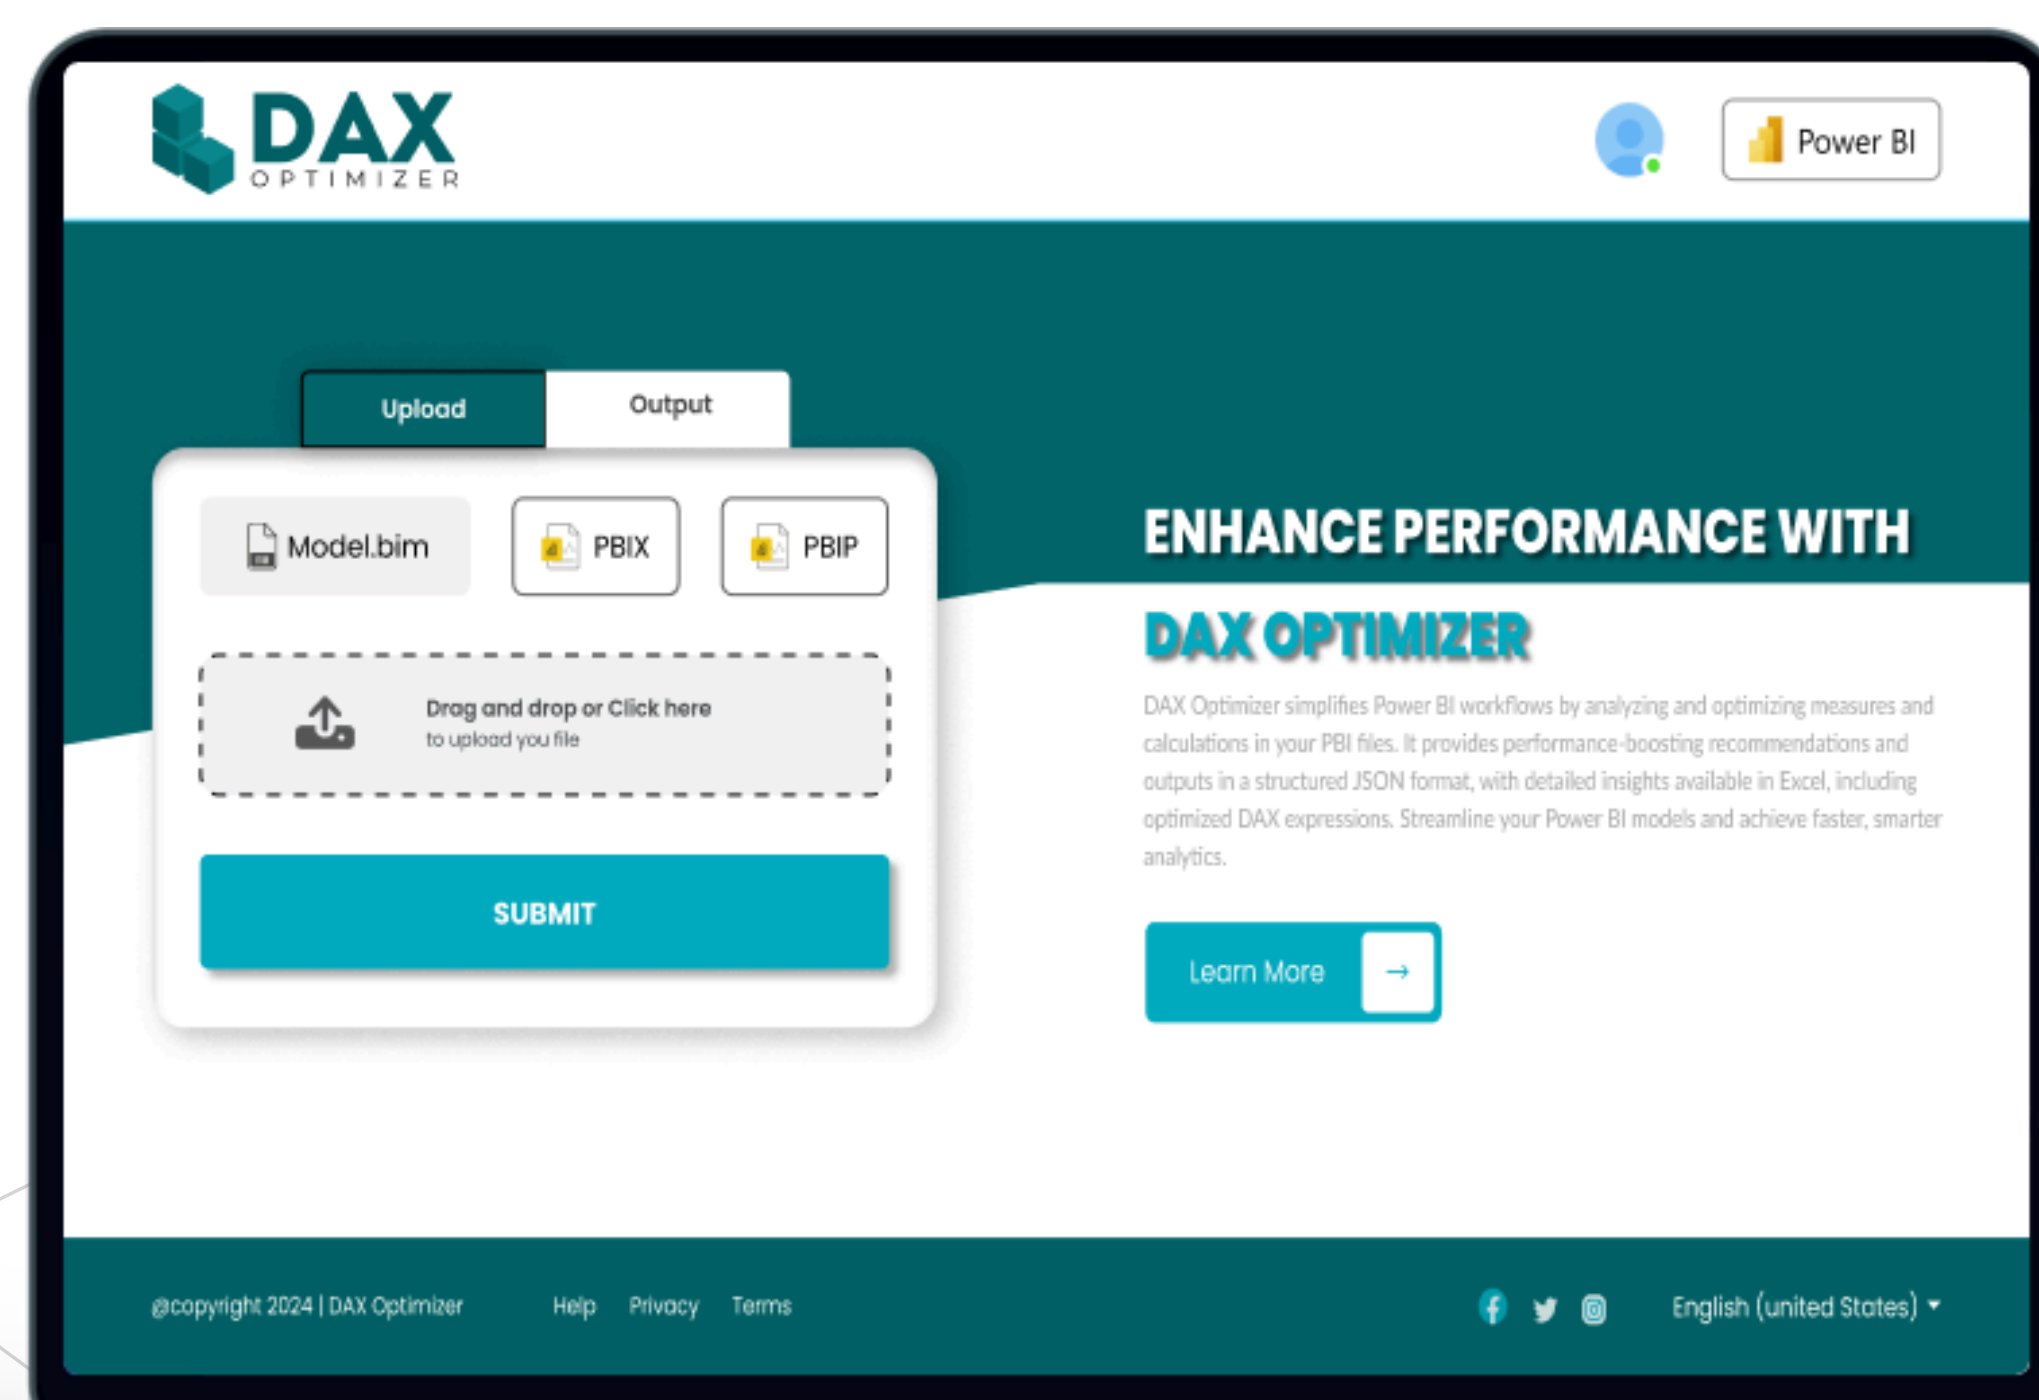 DAX
OPTIMIZER
Power BI
Upload
Output
Model.bim
PBIX
PBIP
Drag and drop or Click here
to upload you file
SUBMIT
ENHANCE PERFORMANCE WITH
DAX OPTIMIZER
DAX Optimizer simplifies Power BI workflows by analyzing and optimizing measures and
calculations in your PBI files. It provides performance-boosting recommendations and
outputs in a structured JSON format, with detailed insights available in Excel, including
optimized DAX expressions. Streamline your Power BI models and achieve faster, smarter
analytics.
Learn More →
@copyright 2024 | DAX Optimizer
Help
Privacy
Terms
English (united States)